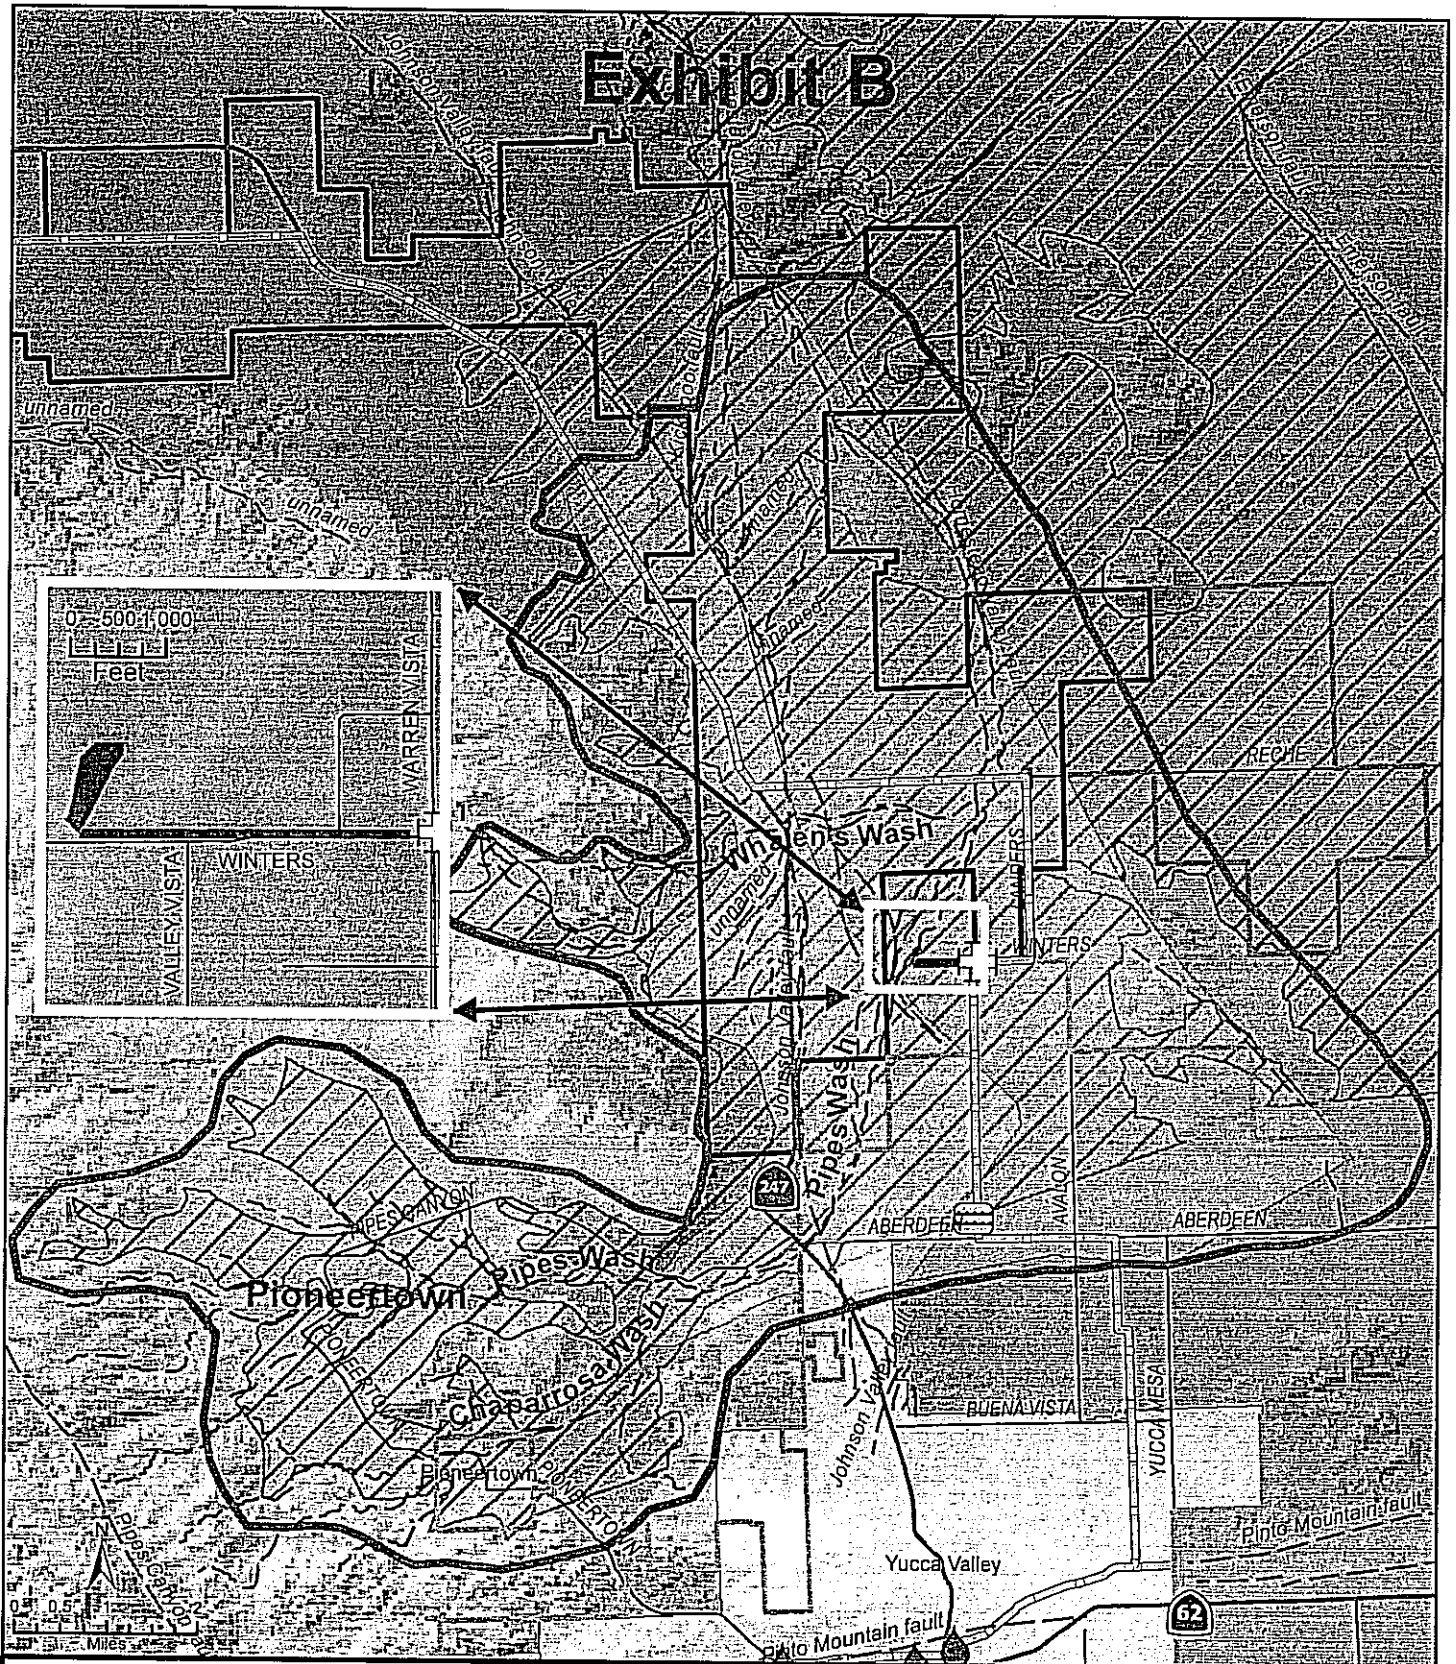 Exhibit B
unnamed
unnamed
unnamed
unnamed
0 500 1,000
Feet
WARREN VISTA
WINTERS
VALLEY VISTA
RECHE
Whalen's Wash
unnamed
WINTERS
Johnson Valley fault
Pipes Wash
247
AVALON
ABERDEEN
ABERDEEN
PIPES CANYON
Pipes Wash
Pioneertown
Chaparrosa Wash
Pioneertown
BUENA VISTA
YUCCA MESA
Johnson Valley
Pinto Mountain fault
Yucca Valley
Pipes Canyon
N
0 0.5 1 2
Miles
62
Pinto Mountain fault